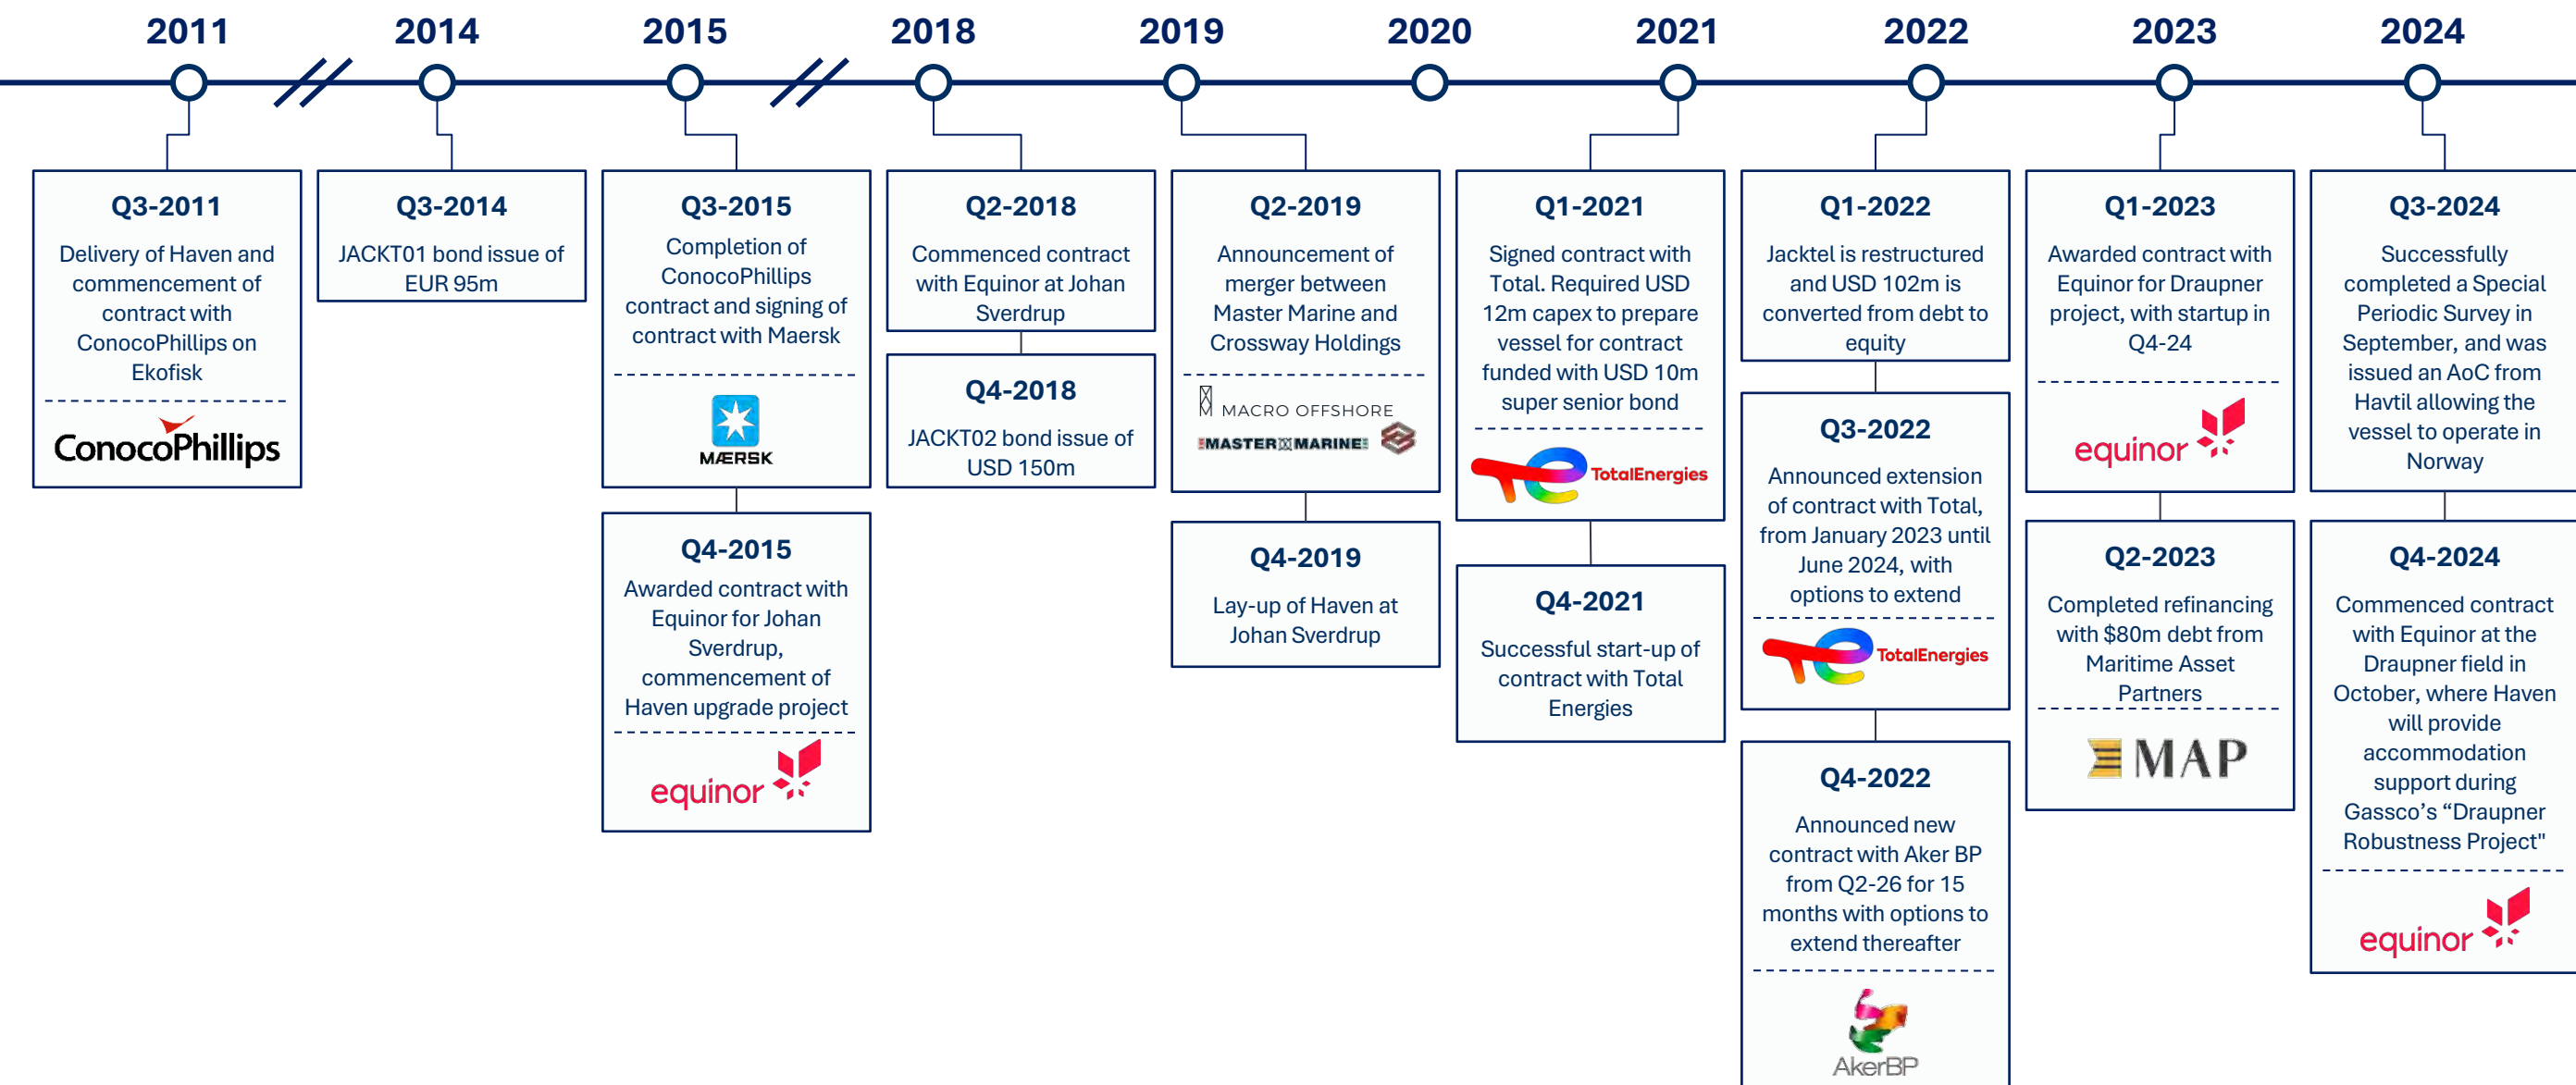 2011
2014
2015
2018
2019
2020
2021
2022
2023
2024
Q3-2011
Delivery of Haven and
commencement of
contract with
ConocoPhillips on
Ekofisk
ConocoPhillips
Q3-2014
JACKT01 bond issue of
EUR 95m
Q3-2015
Completion of
ConocoPhillips
contract and signing of
contract with Maersk
MÆRSK
Q4-2015
Awarded contract with
Equinor for Johan
Sverdrup,
commencement of
Haven upgrade project
equinor
Q2-2018
Commenced contract
with Equinor at Johan
Sverdrup
Q4-2018
JACKT02 bond issue of
USD 150m
Q2-2019
Announcement of
merger between
Master Marine and
Crossway Holdings
MACRO OFFSHORE
MASTER MARINE
Q4-2019
Lay-up of Haven at
Johan Sverdrup
Q1-2021
Signed contract with
Total. Required USD
12m capex to prepare
vessel for contract
funded with USD 10m
super senior bond
TotalEnergies
Q4-2021
Successful start-up of
contract with Total
Energies
Q1-2022
Jacktel is restructured
and USD 102m is
converted from debt to
equity
Q3-2022
Announced extension
of contract with Total,
from January 2023 until
June 2024, with
options to extend
TotalEnergies
Q4-2022
Announced new
contract with Aker BP
from Q2-26 for 15
months with options to
extend thereafter
AkerBP
Q1-2023
Awarded contract with
Equinor for Draupner
project, with startup in
Q4-24
equinor
Q2-2023
Completed refinancing
with $80m debt from
Maritime Asset
Partners
MAP
Q3-2024
Successfully
completed a Special
Periodic Survey in
September, and was
issued an AoC from
Havtil allowing the
vessel to operate in
Norway
Q4-2024
Commenced contract
with Equinor at the
Draupner field in
October, where Haven
will provide
accommodation
support during
Gassco’s “Draupner
Robustness Project"
equinor